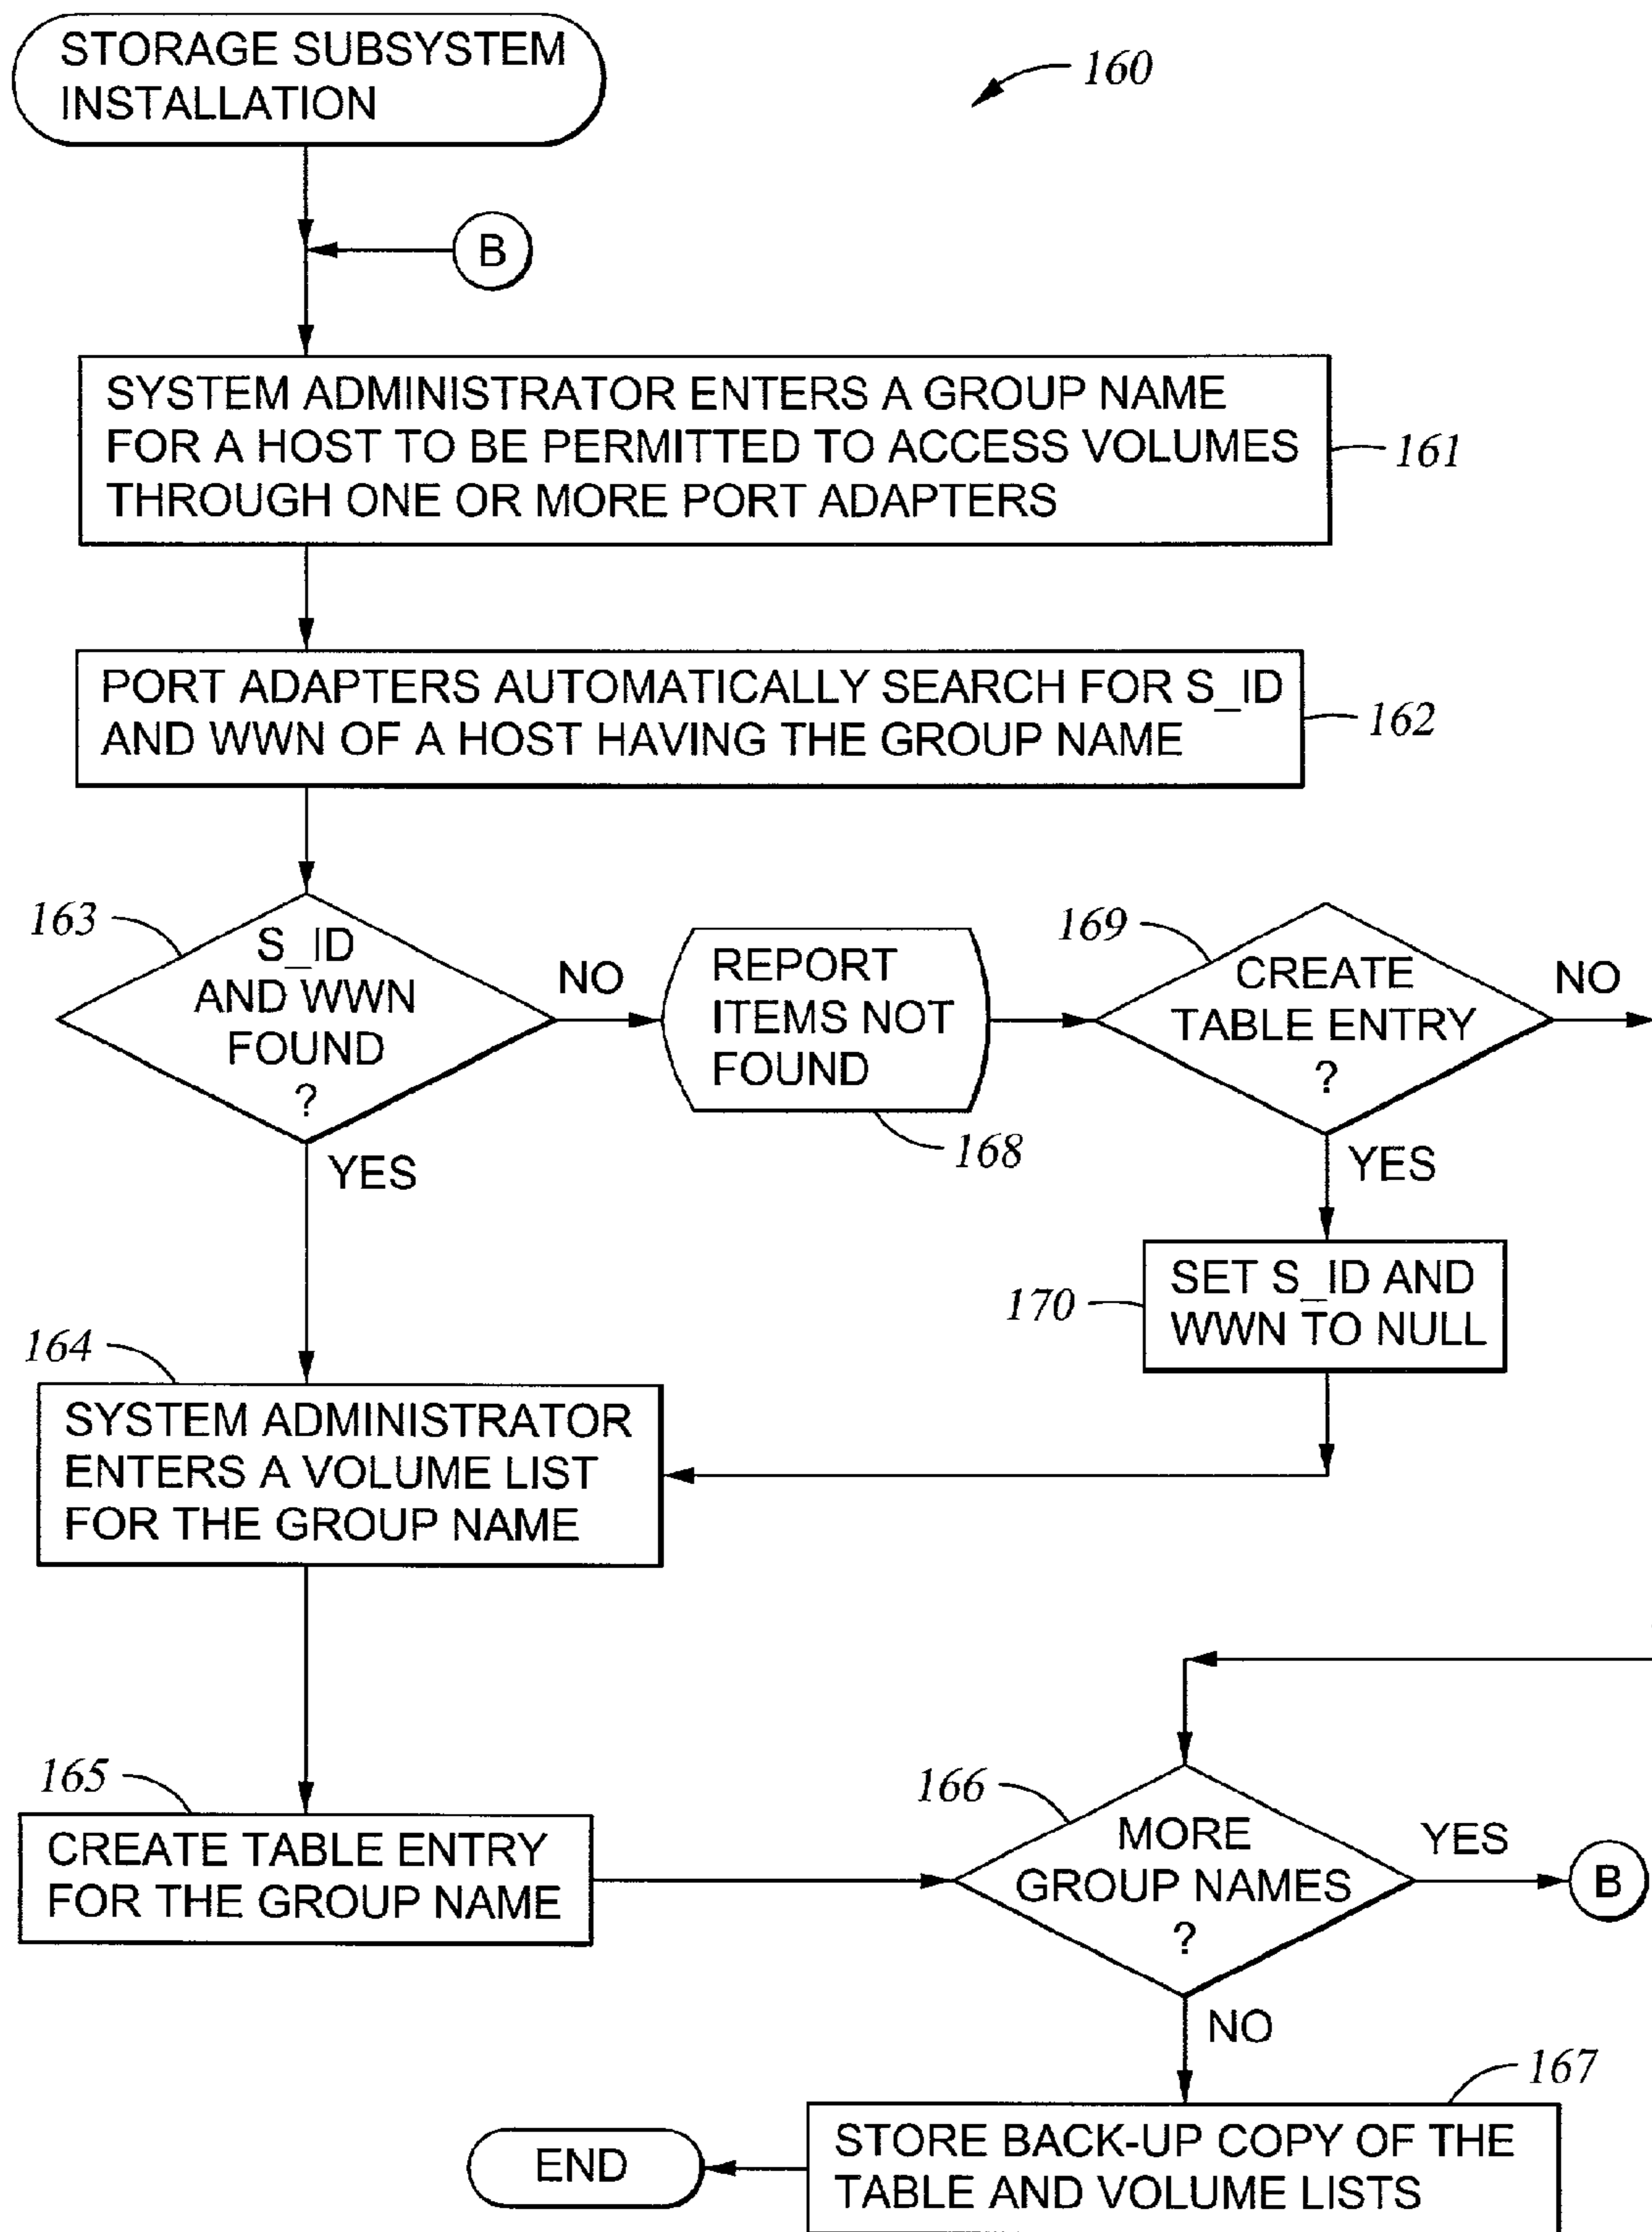 STORAGE SUBSYSTEM
INSTALLATION
160
B
SYSTEM ADMINISTRATOR ENTERS A GROUP NAME
FOR A HOST TO BE PERMITTED TO ACCESS VOLUMES
THROUGH ONE OR MORE PORT ADAPTERS
161
PORT ADAPTERS AUTOMATICALLY SEARCH FOR S_ID
AND WWN OF A HOST HAVING THE GROUP NAME
162
163
S_ID
AND WWN
FOUND
?
NO
YES
REPORT
ITEMS NOT
FOUND
168
169
CREATE
TABLE ENTRY
?
NO
YES
170
SET S_ID AND
WWN TO NULL
164
SYSTEM ADMINISTRATOR
ENTERS A VOLUME LIST
FOR THE GROUP NAME
165
CREATE TABLE ENTRY
FOR THE GROUP NAME
166
MORE
GROUP NAMES
?
YES
B
NO
167
STORE BACK-UP COPY OF THE
TABLE AND VOLUME LISTS
END